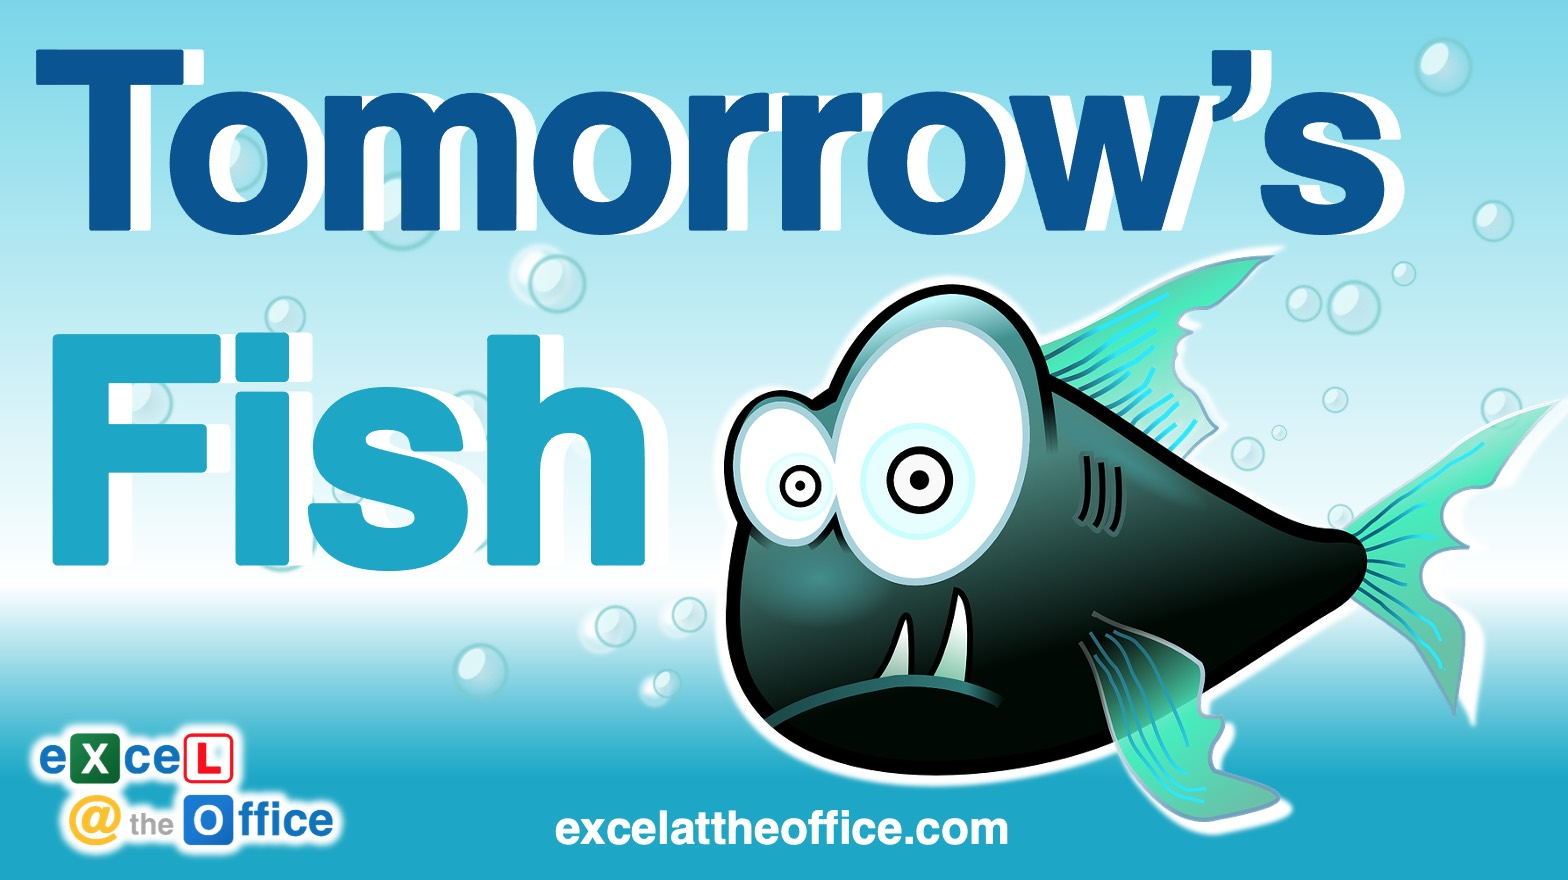 Tomorrow’s
Fish
eXceL
@ the Office
excelattheoffice.com